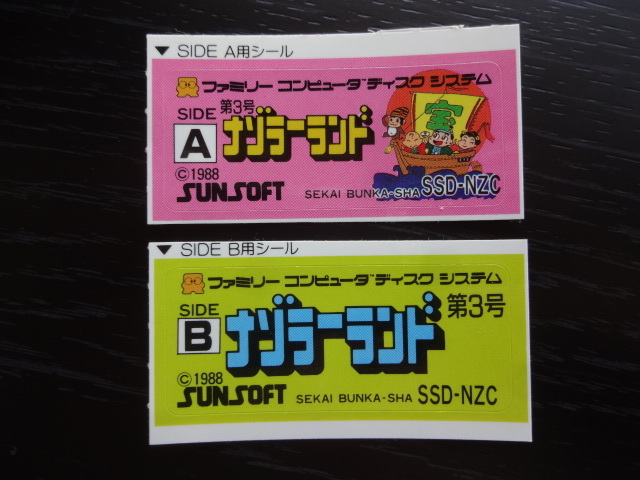 ▼ SIDE A用シール
ファミリー コンピュータ™ディスク システム
SIDE 第3号
A ナゾラーランド
宝
©1988
SUNSOFT SEKAI BUNKA-SHA SSD-NZC
▼ SIDE B用シール
ファミリー コンピュータ™ディスク システム
SIDE
B ナゾラーランド 第3号
©1988
SUNSOFT SEKAI BUNKA-SHA SSD-NZC